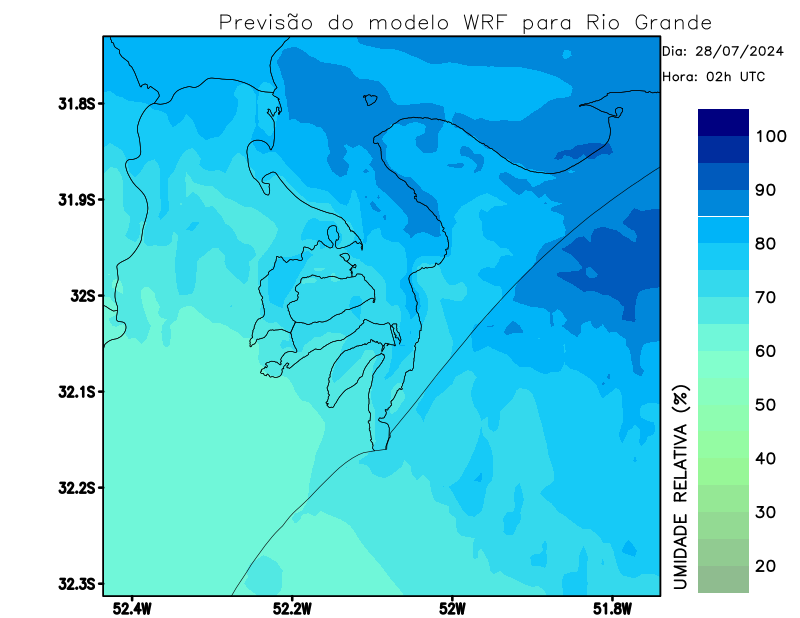 Previsão do modelo WRF para Rio Grande
Dia: 28/07/2024
Hora: 02h UTC
31.8S
31.9S
32S
32.1S
32.2S
32.3S
52.4W
52.2W
52W
51.8W
100
90
80
70
60
50
40
30
20
UMIDADE RELATIVA (%)